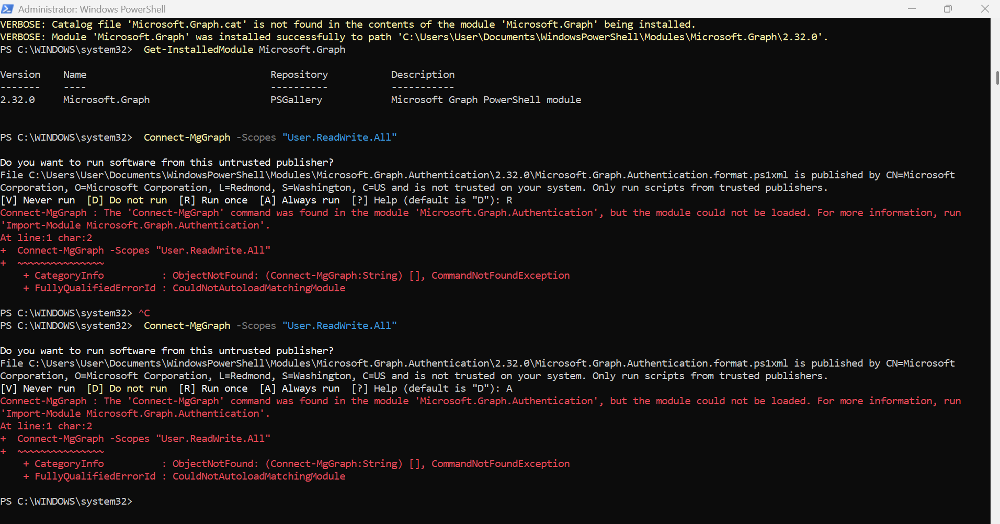 Administrator: Windows PowerShell
VERBOSE: Catalog file 'Microsoft.Graph.cat' is not found in the contents of the module 'Microsoft.Graph' being installed.
VERBOSE: Module 'Microsoft.Graph' was installed successfully to path 'C:\Users\User\Documents\WindowsPowerShell\Modules\Microsoft.Graph\2.32.0'.
PS C:\WINDOWS\system32>  Get-InstalledModule Microsoft.Graph
Version    Name                                Repository           Description
-------    ----                                ----------           -----------
2.32.0     Microsoft.Graph                     PSGallery            Microsoft Graph PowerShell module
PS C:\WINDOWS\system32>  Connect-MgGraph -Scopes "User.ReadWrite.All"
Do you want to run software from this untrusted publisher?
File C:\Users\User\Documents\WindowsPowerShell\Modules\Microsoft.Graph.Authentication\2.32.0\Microsoft.Graph.Authentication.format.ps1xml is published by CN=Microsoft
Corporation, O=Microsoft Corporation, L=Redmond, S=Washington, C=US and is not trusted on your system. Only run scripts from trusted publishers.
[V] Never run  [D] Do not run  [R] Run once  [A] Always run  [?] Help (default is "D"): R
Connect-MgGraph : The 'Connect-MgGraph' command was found in the module 'Microsoft.Graph.Authentication', but the module could not be loaded. For more information, run
'Import-Module Microsoft.Graph.Authentication'.
At line:1 char:2
+  Connect-MgGraph -Scopes "User.ReadWrite.All"
+  ~~~~~~~~~~~~~~~
    + CategoryInfo          : ObjectNotFound: (Connect-MgGraph:String) [], CommandNotFoundException
    + FullyQualifiedErrorId : CouldNotAutoloadMatchingModule
PS C:\WINDOWS\system32> ^C
PS C:\WINDOWS\system32>  Connect-MgGraph -Scopes "User.ReadWrite.All"
Do you want to run software from this untrusted publisher?
File C:\Users\User\Documents\WindowsPowerShell\Modules\Microsoft.Graph.Authentication\2.32.0\Microsoft.Graph.Authentication.format.ps1xml is published by CN=Microsoft
Corporation, O=Microsoft Corporation, L=Redmond, S=Washington, C=US and is not trusted on your system. Only run scripts from trusted publishers.
[V] Never run  [D] Do not run  [R] Run once  [A] Always run  [?] Help (default is "D"): A
Connect-MgGraph : The 'Connect-MgGraph' command was found in the module 'Microsoft.Graph.Authentication', but the module could not be loaded. For more information, run
'Import-Module Microsoft.Graph.Authentication'.
At line:1 char:2
+  Connect-MgGraph -Scopes "User.ReadWrite.All"
+  ~~~~~~~~~~~~~~~
    + CategoryInfo          : ObjectNotFound: (Connect-MgGraph:String) [], CommandNotFoundException
    + FullyQualifiedErrorId : CouldNotAutoloadMatchingModule
PS C:\WINDOWS\system32>